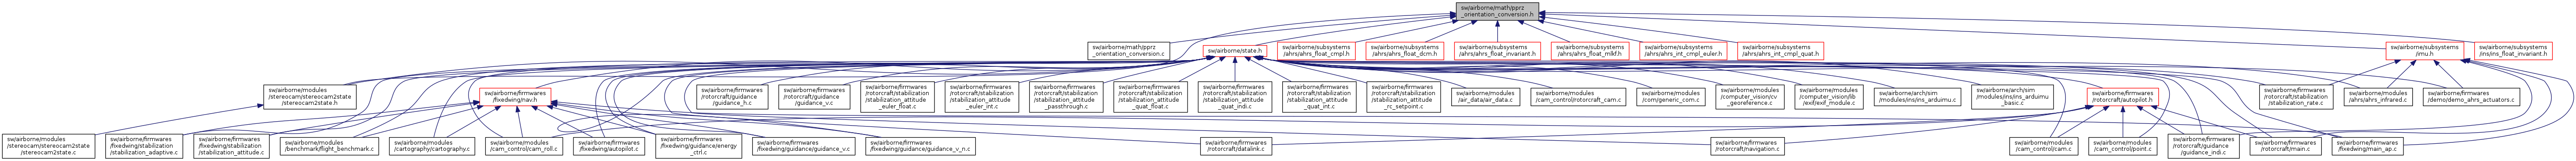 sw/airborne/math/pprz
_orientation_conversion.h
sw/airborne/math/pprz
_orientation_conversion.c
sw/airborne/state.h
sw/airborne/subsystems
/ahrs/ahrs_float_cmpl.h
sw/airborne/subsystems
/ahrs/ahrs_float_dcm.h
sw/airborne/subsystems
/ahrs/ahrs_float_invariant.h
sw/airborne/subsystems
/ahrs/ahrs_float_mlkf.h
sw/airborne/subsystems
/ahrs/ahrs_int_cmpl_euler.h
sw/airborne/subsystems
/ahrs/ahrs_int_cmpl_quat.h
sw/airborne/subsystems
/imu.h
sw/airborne/subsystems
/ins/ins_float_invariant.h
sw/airborne/modules
/stereocam/stereocam2state
/stereocam2state.h
sw/airborne/firmwares
/fixedwing/nav.h
sw/airborne/firmwares
/rotorcraft/guidance
/guidance_h.c
sw/airborne/firmwares
/rotorcraft/guidance
/guidance_v.c
sw/airborne/firmwares
/rotorcraft/stabilization
/stabilization_attitude
_euler_float.c
sw/airborne/firmwares
/rotorcraft/stabilization
/stabilization_attitude
_euler_int.c
sw/airborne/firmwares
/rotorcraft/stabilization
/stabilization_attitude
_passthrough.c
sw/airborne/firmwares
/rotorcraft/stabilization
/stabilization_attitude
_quat_float.c
sw/airborne/firmwares
/rotorcraft/stabilization
/stabilization_attitude
_quat_indi.c
sw/airborne/firmwares
/rotorcraft/stabilization
/stabilization_attitude
_quat_int.c
sw/airborne/firmwares
/rotorcraft/stabilization
/stabilization_attitude
_rc_setpoint.c
sw/airborne/modules
/air_data/air_data.c
sw/airborne/modules
/cam_control/rotorcraft_cam.c
sw/airborne/modules
/com/generic_com.c
sw/airborne/modules
/computer_vision/cv
_georeference.c
sw/airborne/modules
/computer_vision/lib
/exif/exif_module.c
sw/airborne/arch/sim
/modules/ins/ins_arduimu.c
sw/airborne/arch/sim
/modules/ins/ins_arduimu
_basic.c
sw/airborne/firmwares
/rotorcraft/autopilot.h
sw/airborne/firmwares
/rotorcraft/stabilization
/stabilization_rate.c
sw/airborne/modules
/ahrs/ahrs_infrared.c
sw/airborne/firmwares
/demo/demo_ahrs_actuators.c
sw/airborne/modules
/stereocam/stereocam2state
/stereocam2state.c
sw/airborne/firmwares
/fixedwing/stabilization
/stabilization_adaptive.c
sw/airborne/firmwares
/fixedwing/stabilization
/stabilization_attitude.c
sw/airborne/modules
/benchmark/flight_benchmark.c
sw/airborne/modules
/cartography/cartography.c
sw/airborne/modules
/cam_control/cam_roll.c
sw/airborne/firmwares
/fixedwing/autopilot.c
sw/airborne/firmwares
/fixedwing/guidance/energy
_ctrl.c
sw/airborne/firmwares
/fixedwing/guidance/guidance_v.c
sw/airborne/firmwares
/fixedwing/guidance/guidance_v_n.c
sw/airborne/firmwares
/rotorcraft/datalink.c
sw/airborne/firmwares
/rotorcraft/navigation.c
sw/airborne/modules
/cam_control/cam.c
sw/airborne/modules
/cam_control/point.c
sw/airborne/firmwares
/rotorcraft/guidance
/guidance_indi.c
sw/airborne/firmwares
/rotorcraft/main.c
sw/airborne/firmwares
/fixedwing/main_ap.c